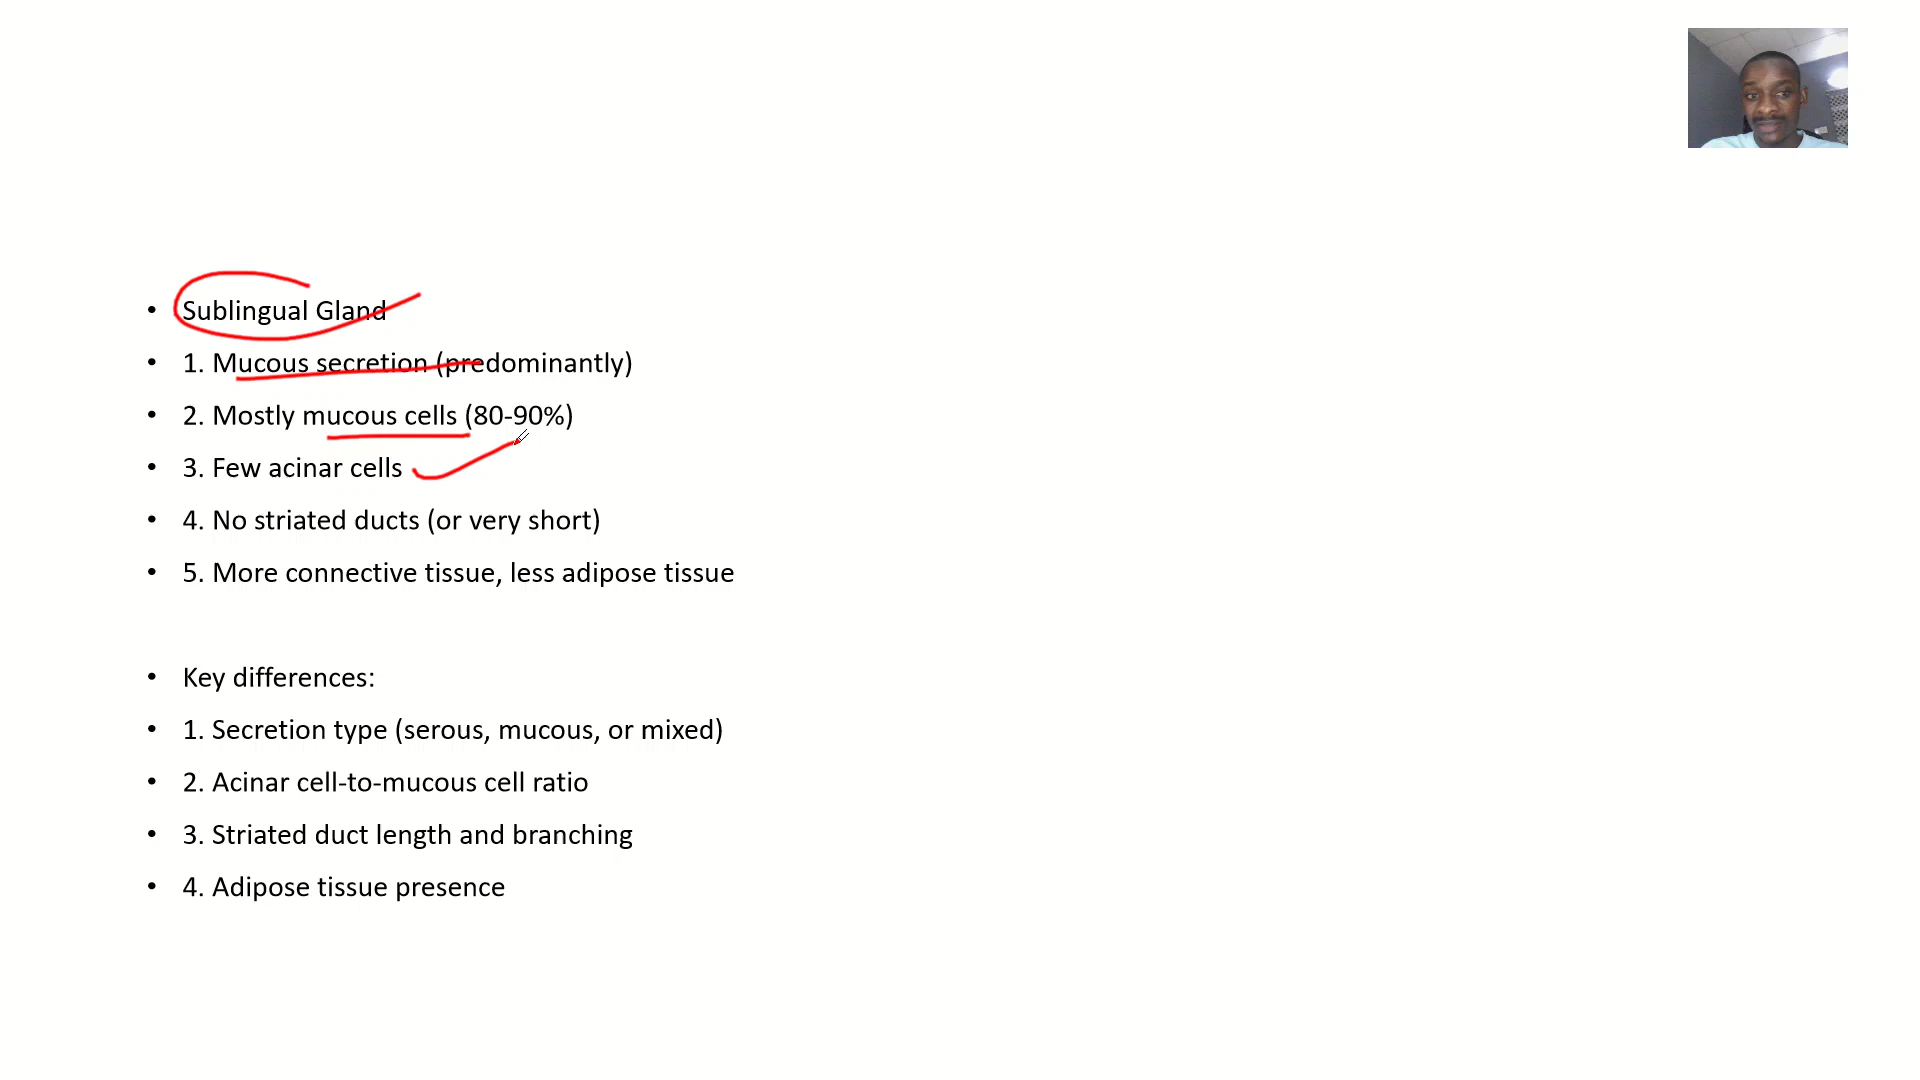 • Sublingual Gland
• 1. Mucous secretion (predominantly)
• 2. Mostly mucous cells (80-90%)
• 3. Few acinar cells
• 4. No striated ducts (or very short)
• 5. More connective tissue, less adipose tissue
• Key differences:
• 1. Secretion type (serous, mucous, or mixed)
• 2. Acinar cell-to-mucous cell ratio
• 3. Striated duct length and branching
• 4. Adipose tissue presence